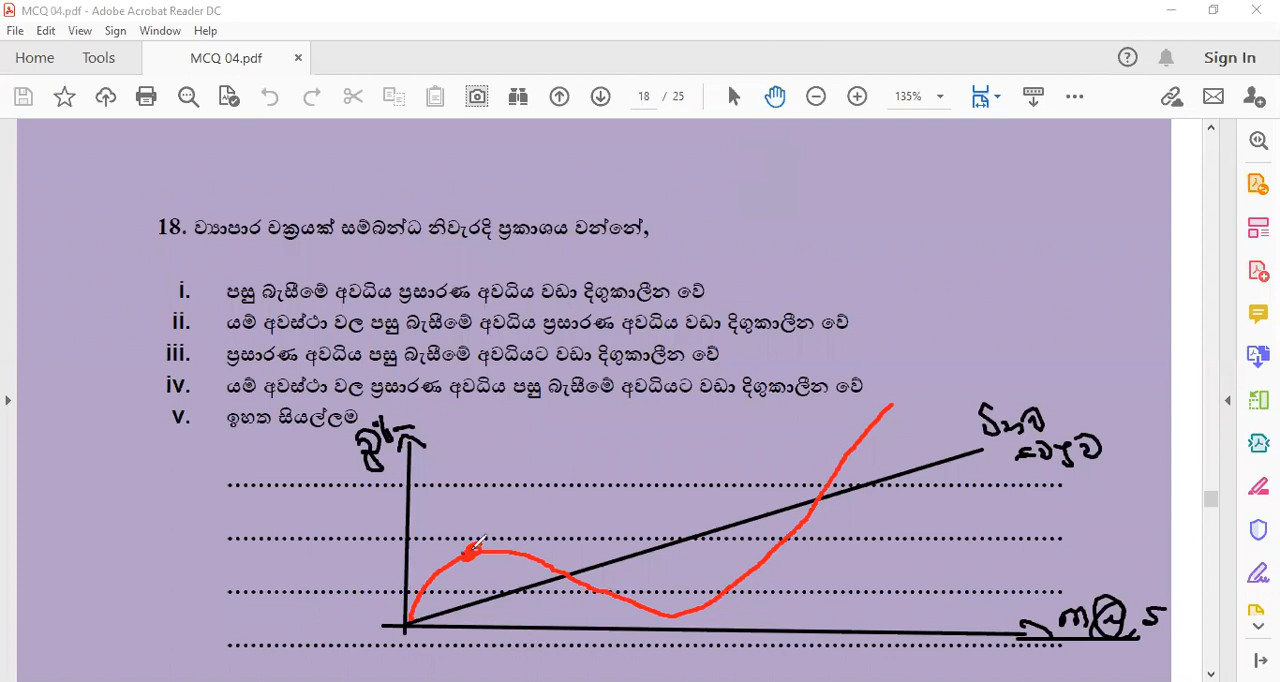 MCQ 04.pdf - Adobe Acrobat Reader DC
File Edit View Sign Window Help
Home Tools MCQ 04.pdf × Sign In
18 / 25 135%
18. ව්‍යාපාර චක්‍රයක් සම්බන්ධ නිවැරදි ප්‍රකාශය වන්නේ,
i. පසු බැසීමේ අවධිය ප්‍රසාරණ අවධිය වඩා දිගුකාලීන වේ
ii. යම් අවස්ථා වල පසු බැසීමේ අවධිය ප්‍රසාරණ අවධිය වඩා දිගුකාලීන වේ
iii. ප්‍රසාරණ අවධිය පසු බැසීමේ අවධියට වඩා දිගුකාලීන වේ
iv. යම් අවස්ථා වල ප්‍රසාරණ අවධිය පසු බැසීමේ අවධියට වඩා දිගුකාලීන වේ
v. ඉහත සියල්ලම